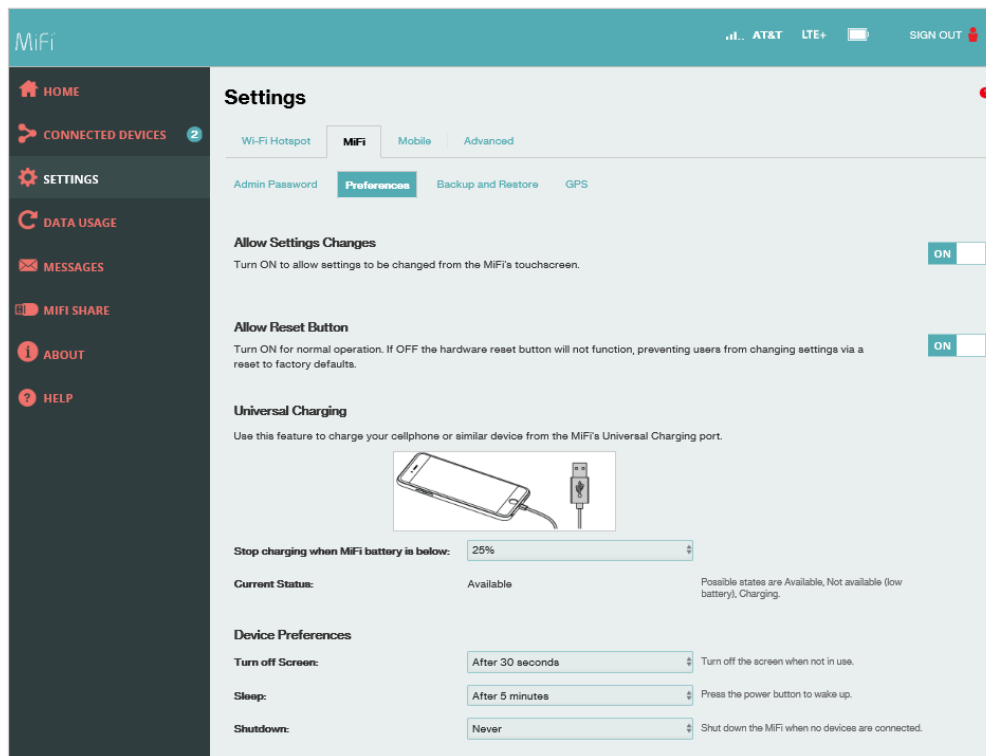 MiFi
AT&T LTE+ SIGN OUT
HOME
CONNECTED DEVICES 2
SETTINGS
DATA USAGE
MESSAGES
MIFI SHARE
ABOUT
HELP
Settings
Wi-Fi Hotspot MiFi Mobile Advanced
Admin Password Preferences Backup and Restore GPS
Allow Settings Changes
Turn ON to allow settings to be changed from the MiFi's touchscreen.
ON
Allow Reset Button
Turn ON for normal operation. If OFF the hardware reset button will not function, preventing users from changing settings via a
reset to factory defaults.
ON
Universal Charging
Use this feature to charge your cellphone or similar device from the MiFi's Universal Charging port.
Stop charging when MiFi battery is below: 25%
Current Status: Available
Possible states are Available, Not available (low
battery), Charging.
Device Preferences
Turn off Screen: After 30 seconds Turn off the screen when not in use.
Sleep: After 5 minutes Press the power button to wake up.
Shutdown: Never Shut down the MiFi when no devices are connected.